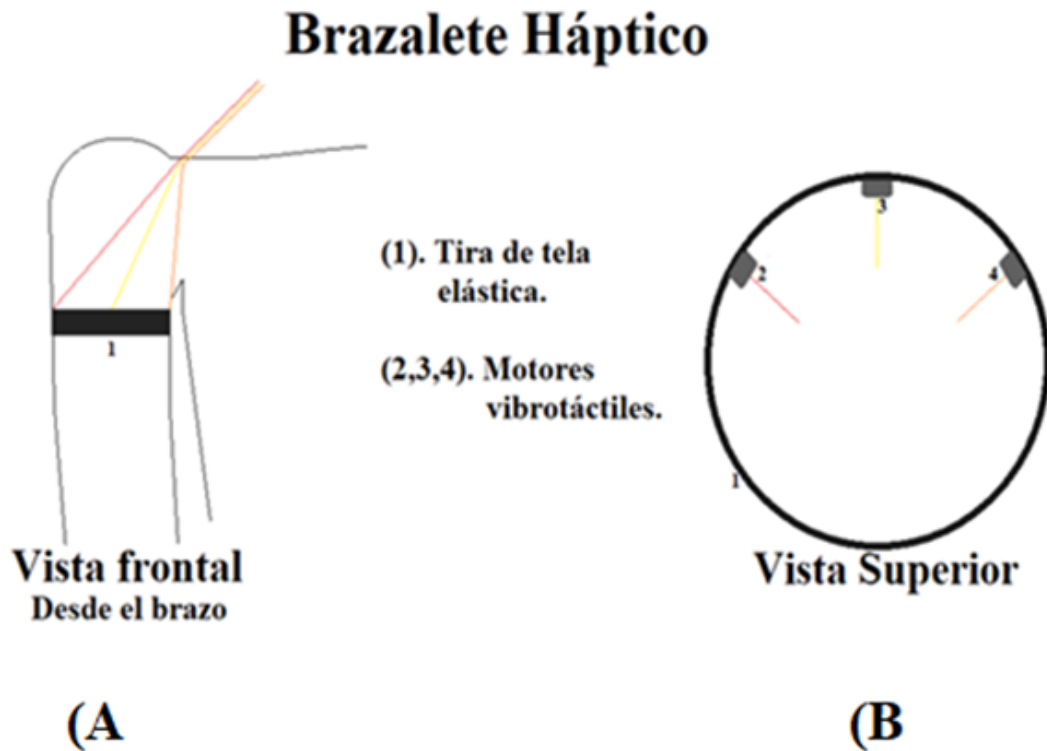 Brazalete Háptico
(1). Tira de tela
elástica.
(2,3,4). Motores
vibrotáctiles.
1
3
2
4
1
Vista frontal
Desde el brazo
Vista Superior
(A
(B